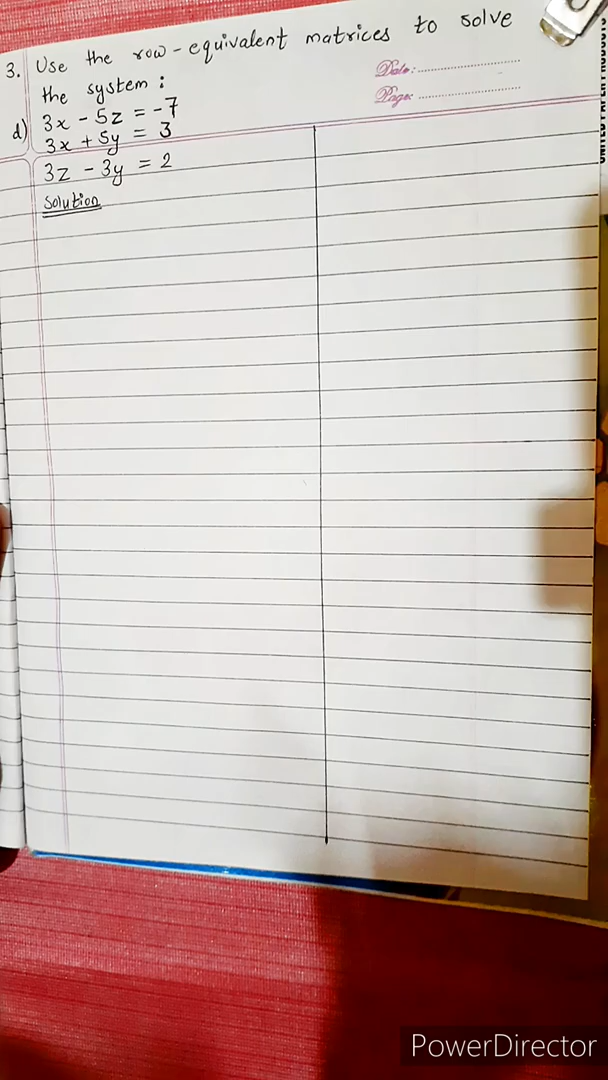 3. Use the row-equivalent matrices to solve
the system :
Date:
Page:
d) 3x - 5z = -7
3x + 5y = 3
3z - 3y = 2
Solution
PowerDirector